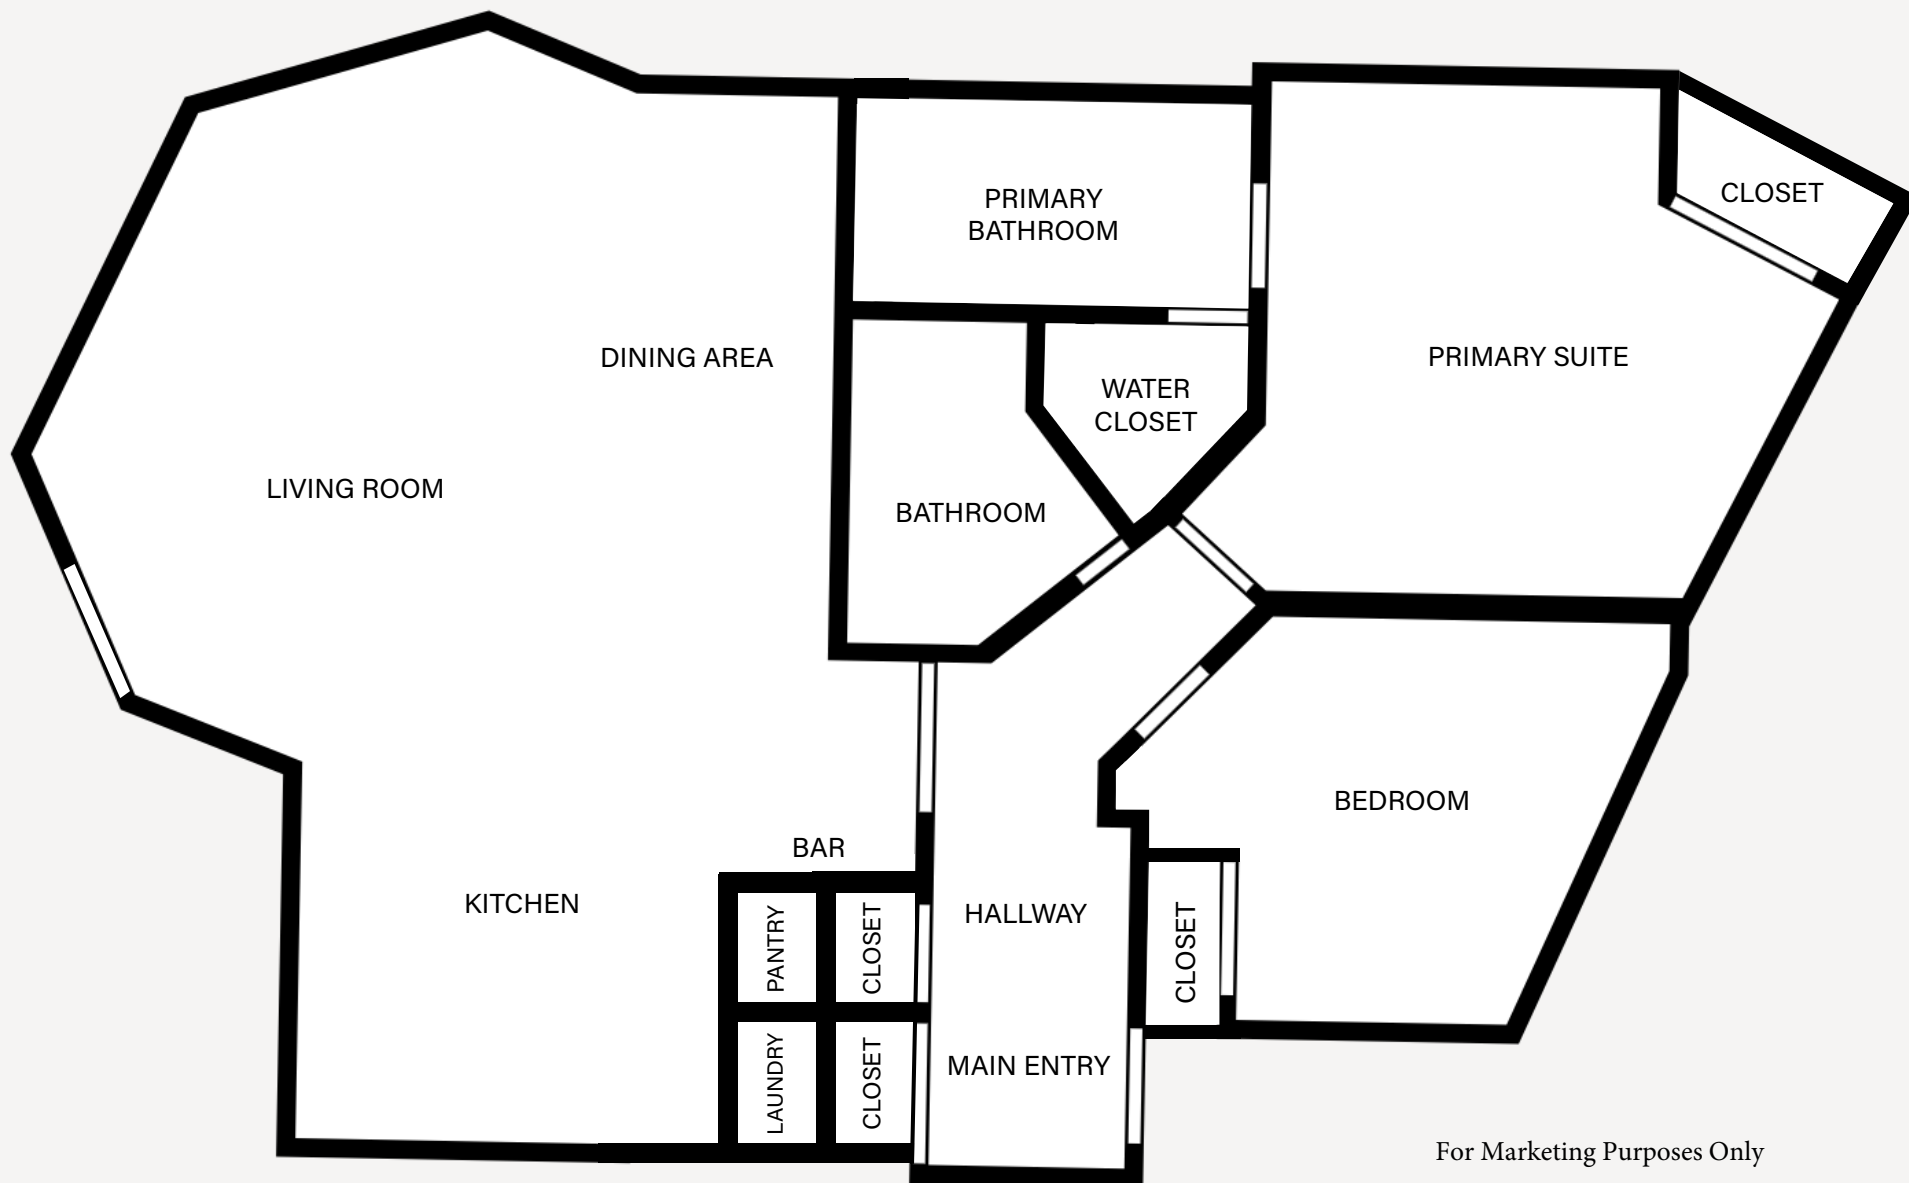 PRIMARY
BATHROOM
CLOSET
DINING AREA
PRIMARY SUITE
WATER
CLOSET
LIVING ROOM
BATHROOM
BEDROOM
BAR
KITCHEN
PANTRY
CLOSET
HALLWAY
CLOSET
LAUNDRY
CLOSET
MAIN ENTRY
For Marketing Purposes Only